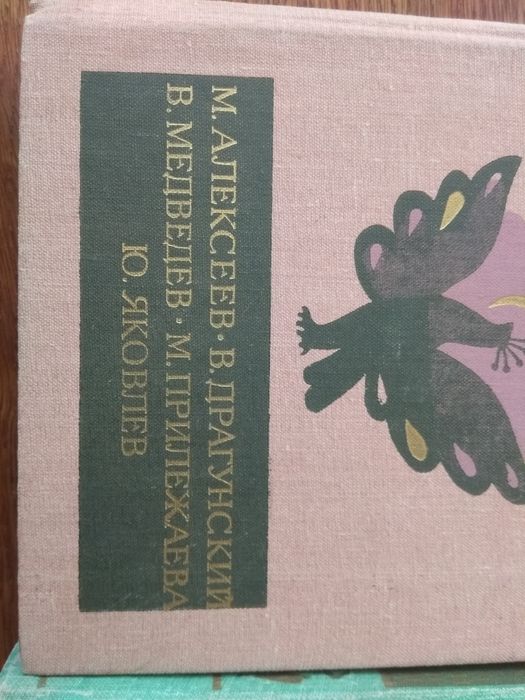 М. АЛЕКСЕЕВ · В. ДРАГУНСКИЙ
В. МЕДВЕДЕВ · М. ПРИЛЕЖАЕВА
Ю. ЯКОВЛЕВ